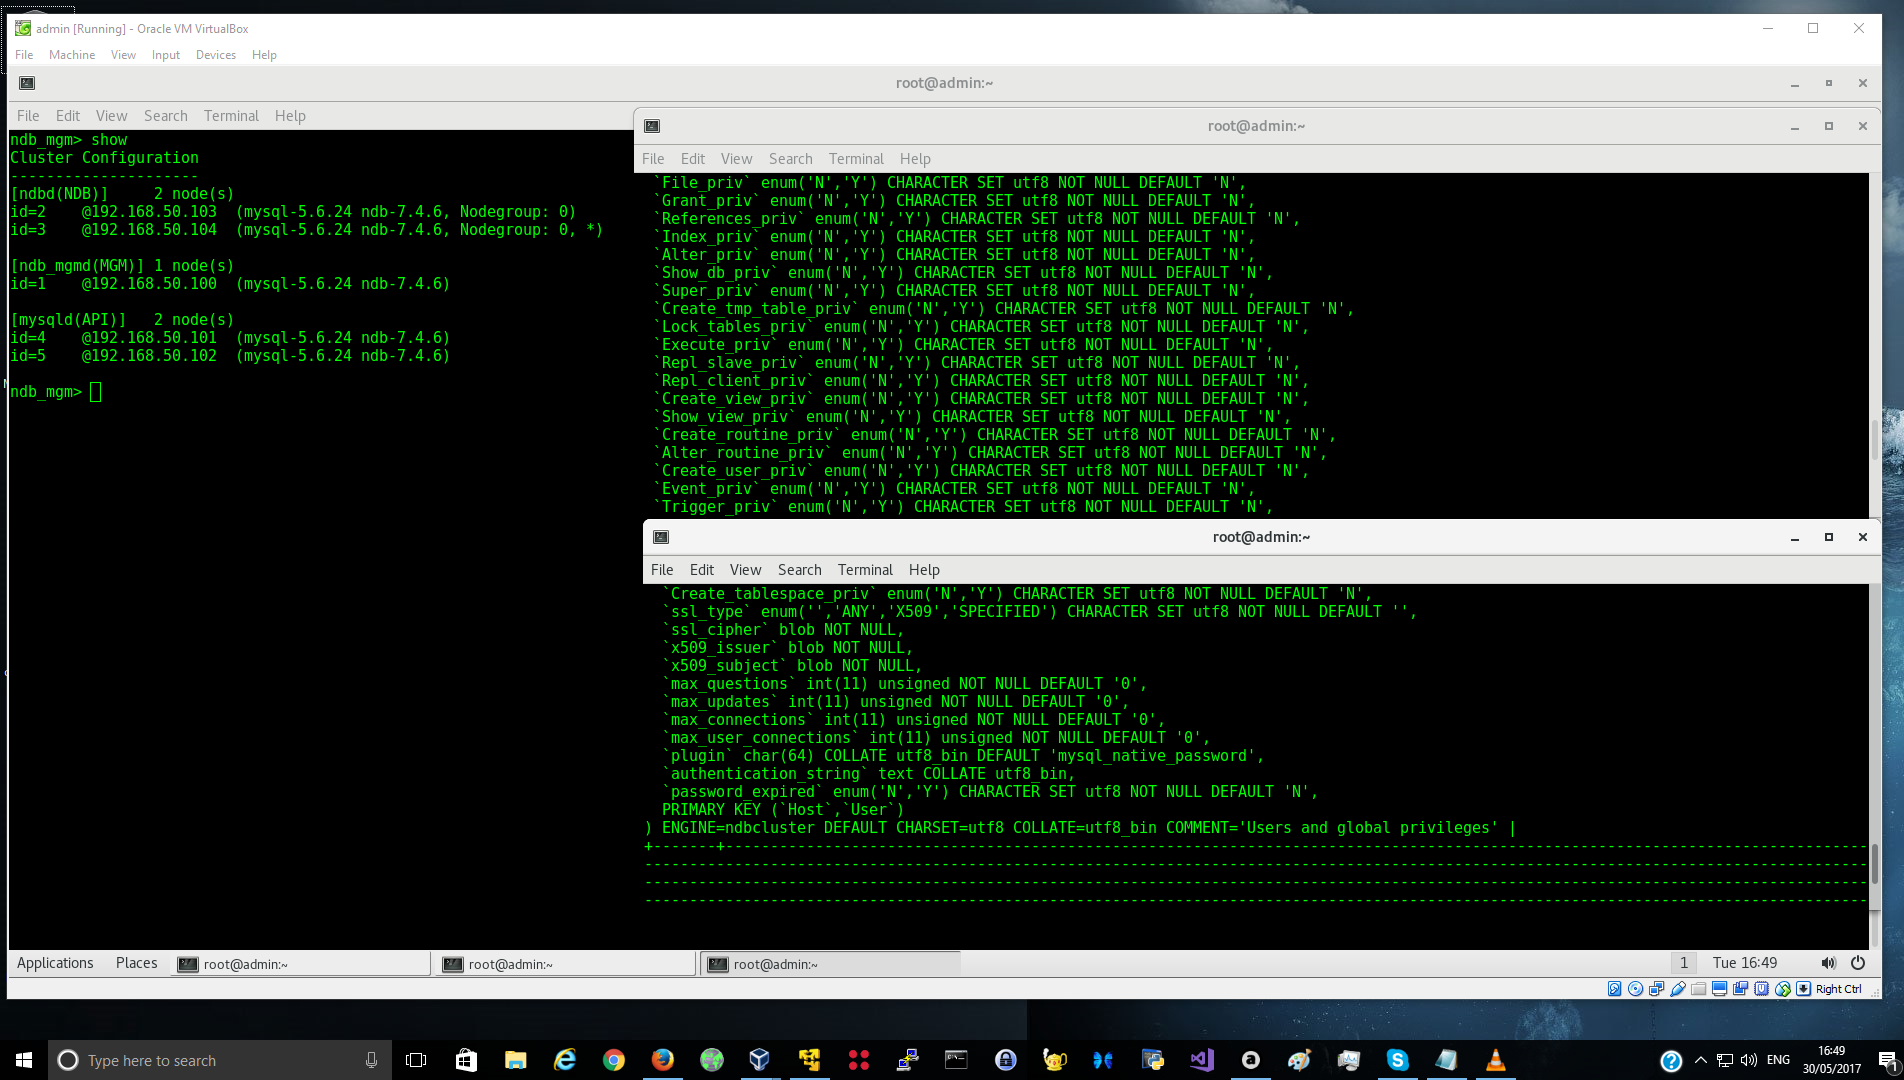 admin [Running] - Oracle VM VirtualBox
File Machine View Input Devices Help
root@admin:~
File Edit View Search Terminal Help
ndb_mgm> show
Cluster Configuration
---------------------
[ndbd(NDB)]     2 node(s)
id=2    @192.168.50.103  (mysql-5.6.24 ndb-7.4.6, Nodegroup: 0)
id=3    @192.168.50.104  (mysql-5.6.24 ndb-7.4.6, Nodegroup: 0, *)
[ndb_mgmd(MGM)] 1 node(s)
id=1    @192.168.50.100  (mysql-5.6.24 ndb-7.4.6)
[mysqld(API)]   2 node(s)
id=4    @192.168.50.101  (mysql-5.6.24 ndb-7.4.6)
id=5    @192.168.50.102  (mysql-5.6.24 ndb-7.4.6)
ndb_mgm>
root@admin:~
File Edit View Search Terminal Help
`File_priv` enum('N','Y') CHARACTER SET utf8 NOT NULL DEFAULT 'N',
`Grant_priv` enum('N','Y') CHARACTER SET utf8 NOT NULL DEFAULT 'N',
`References_priv` enum('N','Y') CHARACTER SET utf8 NOT NULL DEFAULT 'N',
`Index_priv` enum('N','Y') CHARACTER SET utf8 NOT NULL DEFAULT 'N',
`Alter_priv` enum('N','Y') CHARACTER SET utf8 NOT NULL DEFAULT 'N',
`Show_db_priv` enum('N','Y') CHARACTER SET utf8 NOT NULL DEFAULT 'N',
`Super_priv` enum('N','Y') CHARACTER SET utf8 NOT NULL DEFAULT 'N',
`Create_tmp_table_priv` enum('N','Y') CHARACTER SET utf8 NOT NULL DEFAULT 'N',
`Lock_tables_priv` enum('N','Y') CHARACTER SET utf8 NOT NULL DEFAULT 'N',
`Execute_priv` enum('N','Y') CHARACTER SET utf8 NOT NULL DEFAULT 'N',
`Repl_slave_priv` enum('N','Y') CHARACTER SET utf8 NOT NULL DEFAULT 'N',
`Repl_client_priv` enum('N','Y') CHARACTER SET utf8 NOT NULL DEFAULT 'N',
`Create_view_priv` enum('N','Y') CHARACTER SET utf8 NOT NULL DEFAULT 'N',
`Show_view_priv` enum('N','Y') CHARACTER SET utf8 NOT NULL DEFAULT 'N',
`Create_routine_priv` enum('N','Y') CHARACTER SET utf8 NOT NULL DEFAULT 'N',
`Alter_routine_priv` enum('N','Y') CHARACTER SET utf8 NOT NULL DEFAULT 'N',
`Create_user_priv` enum('N','Y') CHARACTER SET utf8 NOT NULL DEFAULT 'N',
`Event_priv` enum('N','Y') CHARACTER SET utf8 NOT NULL DEFAULT 'N',
`Trigger_priv` enum('N','Y') CHARACTER SET utf8 NOT NULL DEFAULT 'N',
root@admin:~
File Edit View Search Terminal Help
`Create_tablespace_priv` enum('N','Y') CHARACTER SET utf8 NOT NULL DEFAULT 'N',
`ssl_type` enum('','ANY','X509','SPECIFIED') CHARACTER SET utf8 NOT NULL DEFAULT '',
`ssl_cipher` blob NOT NULL,
`x509_issuer` blob NOT NULL,
`x509_subject` blob NOT NULL,
`max_questions` int(11) unsigned NOT NULL DEFAULT '0',
`max_updates` int(11) unsigned NOT NULL DEFAULT '0',
`max_connections` int(11) unsigned NOT NULL DEFAULT '0',
`max_user_connections` int(11) unsigned NOT NULL DEFAULT '0',
`plugin` char(64) COLLATE utf8_bin DEFAULT 'mysql_native_password',
`authentication_string` text COLLATE utf8_bin,
`password_expired` enum('N','Y') CHARACTER SET utf8 NOT NULL DEFAULT 'N',
PRIMARY KEY (`Host`,`User`)
) ENGINE=ndbcluster DEFAULT CHARSET=utf8 COLLATE=utf8_bin COMMENT='Users and global privileges' |
Applications Places root@admin:~ root@admin:~ root@admin:~ 1 Tue 16:49
Right Ctrl
Type here to search
ENG
16:49
30/05/2017